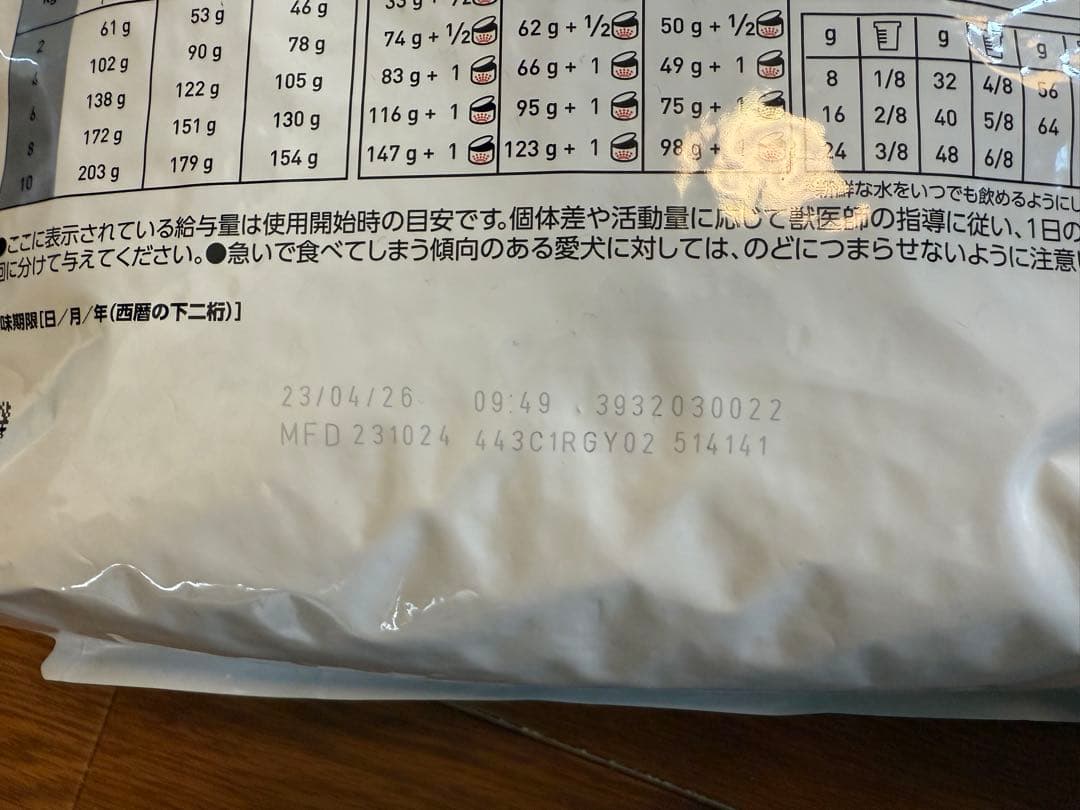 kg
61 g 53 g 46 g
2 102 g 90 g 78 g 74 g + 1/2 62 g + 1/2 50 g + 1/2 g g g
4 138 g 122 g 105 g 83 g + 1 66 g + 1 49 g + 1 8 1/8 32 4/8 56
6 172 g 151 g 130 g 116 g + 1 95 g + 1 75 g + 1 16 2/8 40 5/8 64
8 203 g 179 g 154 g 147 g + 1 123 g + 1 98 g + 24 3/8 48 6/8
10
新鮮な水をいつでも飲めるようにし
●ここに表示されている給与量は使用開始時の目安です。個体差や活動量に応じて獣医師の指導に従い、1日の
回に分けて与えてください。●急いで食べてしまう傾向のある愛犬に対しては、のどにつまらせないように注意
味期限[日/月/年(西暦の下二桁)]
23/04/26 09:49 3932030022
MFD 231024 443C1RGY02 514141